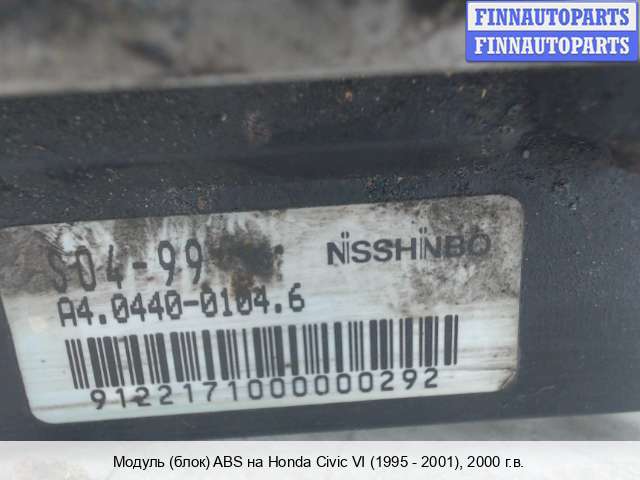 FINNAUTOPARTS
FINNAUTOPARTS
S04-99
NISSHINBO
A4.0440-0104.6
9122171000000292
Модуль (блок) ABS на Honda Civic VI (1995 - 2001), 2000 г.в.